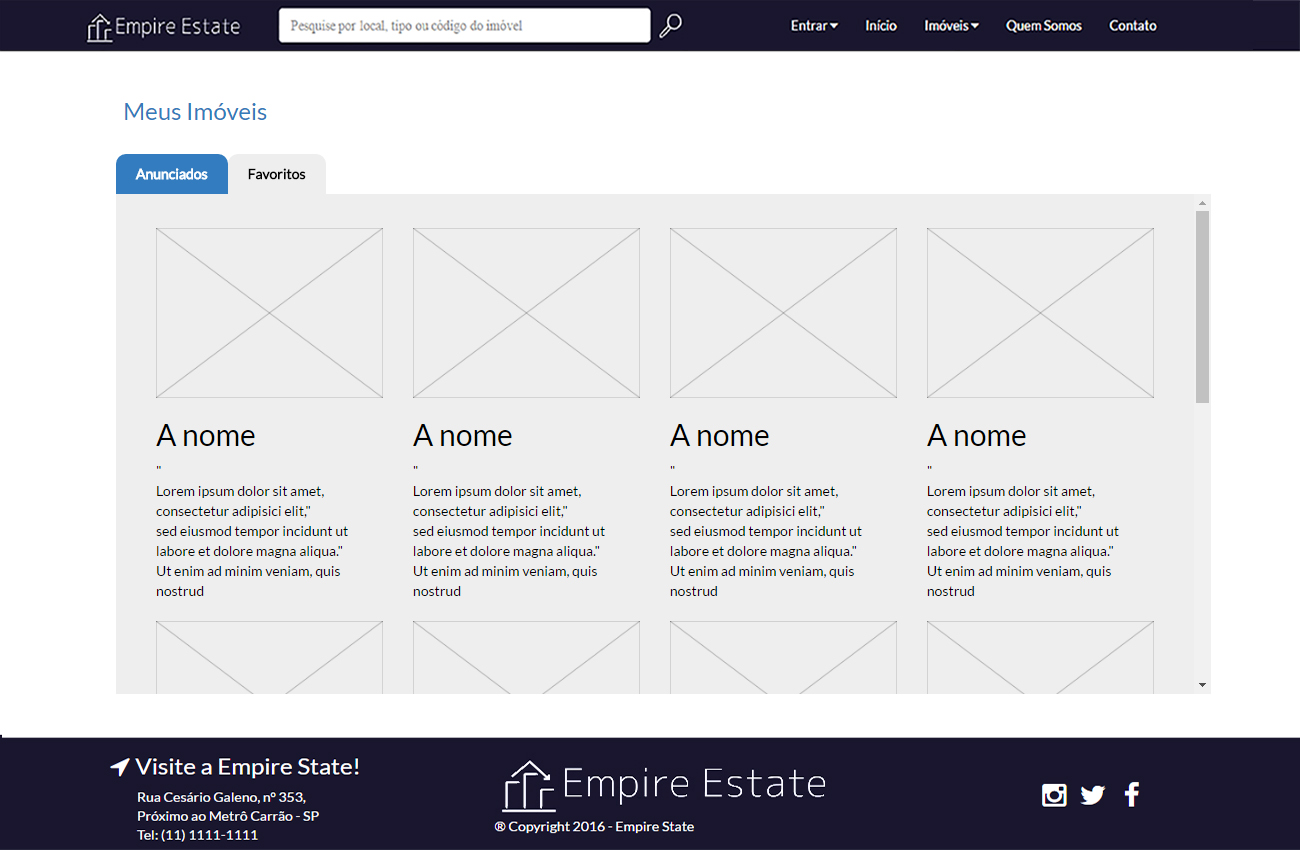 Empire Estate
Pesquise por local, tipo ou código do imóvel
Entrar
Início
Imóveis
Quem Somos
Contato
Meus Imóveis
Anunciados
Favoritos
A nome
"
Lorem ipsum dolor sit amet,
consectetur adipisici elit,"
sed eiusmod tempor incidunt ut
labore et dolore magna aliqua."
Ut enim ad minim veniam, quis
nostrud
A nome
"
Lorem ipsum dolor sit amet,
consectetur adipisici elit,"
sed eiusmod tempor incidunt ut
labore et dolore magna aliqua."
Ut enim ad minim veniam, quis
nostrud
A nome
"
Lorem ipsum dolor sit amet,
consectetur adipisici elit,"
sed eiusmod tempor incidunt ut
labore et dolore magna aliqua."
Ut enim ad minim veniam, quis
nostrud
A nome
"
Lorem ipsum dolor sit amet,
consectetur adipisici elit,"
sed eiusmod tempor incidunt ut
labore et dolore magna aliqua."
Ut enim ad minim veniam, quis
nostrud
Visite a Empire State!
Rua Cesário Galeno, nº 353,
Próximo ao Metrô Carrão - SP
Tel: (11) 1111-1111
Empire Estate
® Copyright 2016 - Empire State